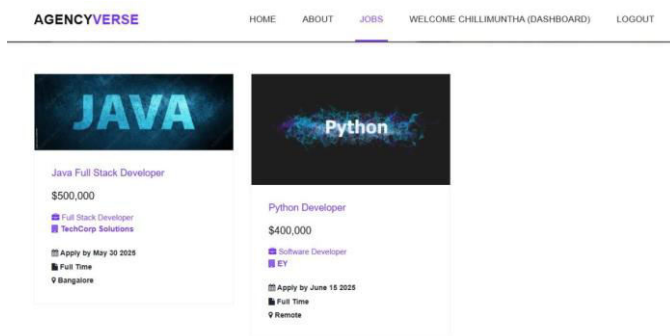 AGENCYVERSE
HOME ABOUT JOBS WELCOME CHILLIMUNTHA (DASHBOARD) LOGOUT
JAVA
Java Full Stack Developer
$500,000
Full Stack Developer
TechCorp Solutions
Apply by May 30 2025
Full Time
Bangalore
Python
Python Developer
$400,000
Software Developer
EY
Apply by June 15 2025
Full Time
Remote